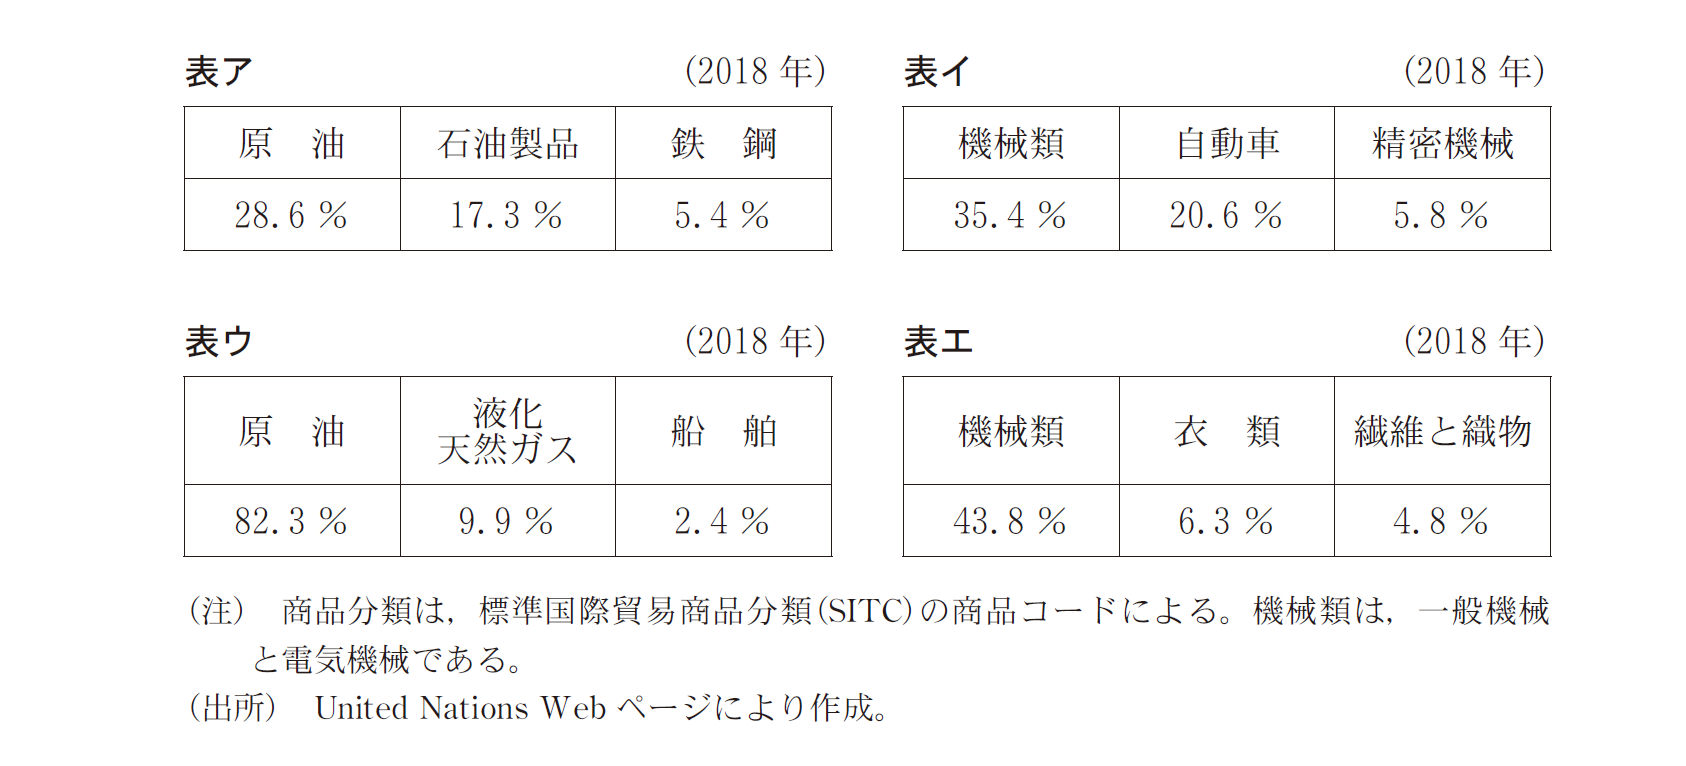 表ア (2018 年) 表イ (2018 年)
原 油 石油製品 鉄 鋼 機械類 自動車 精密機械
28.6 % 17.3 % 5.4 % 35.4 % 20.6 % 5.8 %
表ウ (2018 年) 表エ (2018 年)
原 油 液化天然ガス 船 舶 機械類 衣 類 繊維と織物
82.3 % 9.9 % 2.4 % 43.8 % 6.3 % 4.8 %
(注) 商品分類は,標準国際貿易商品分類(SITC)の商品コードによる。機械類は,一般機械
と電気機械である。
(出所) United Nations Web ページにより作成。